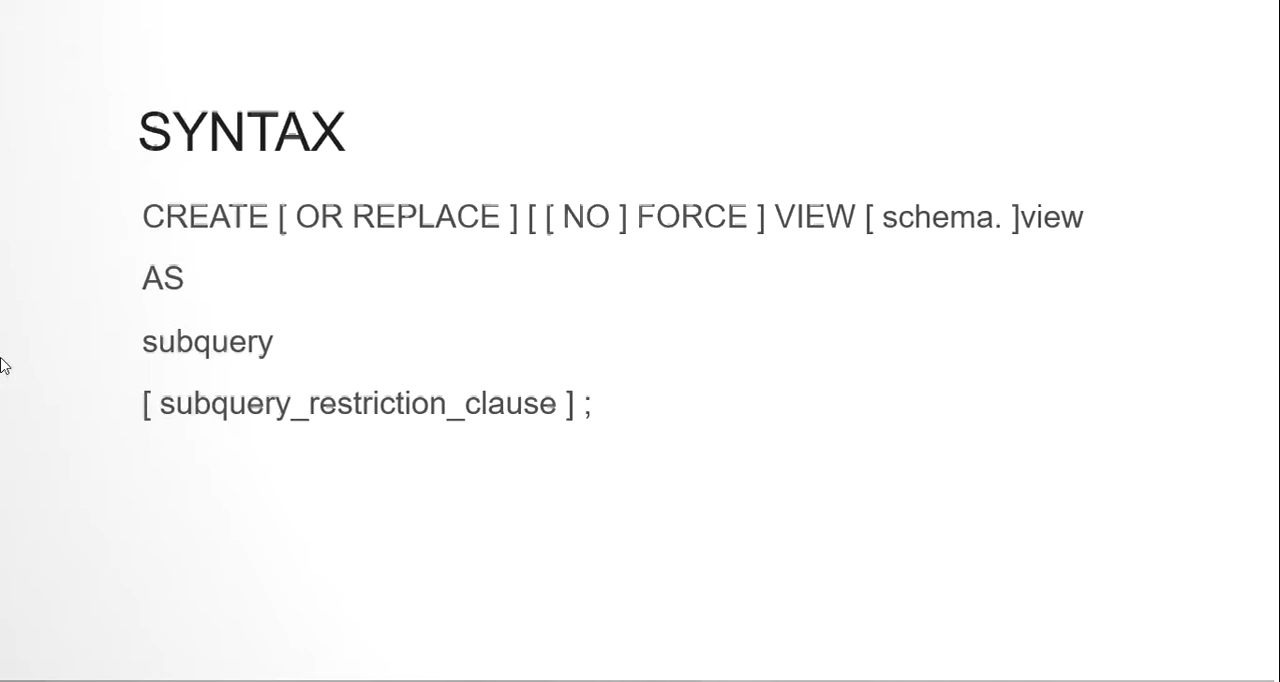 SYNTAX
CREATE [ OR REPLACE ] [ [ NO ] FORCE ] VIEW [ schema. ]view
AS
subquery
[ subquery_restriction_clause ] ;